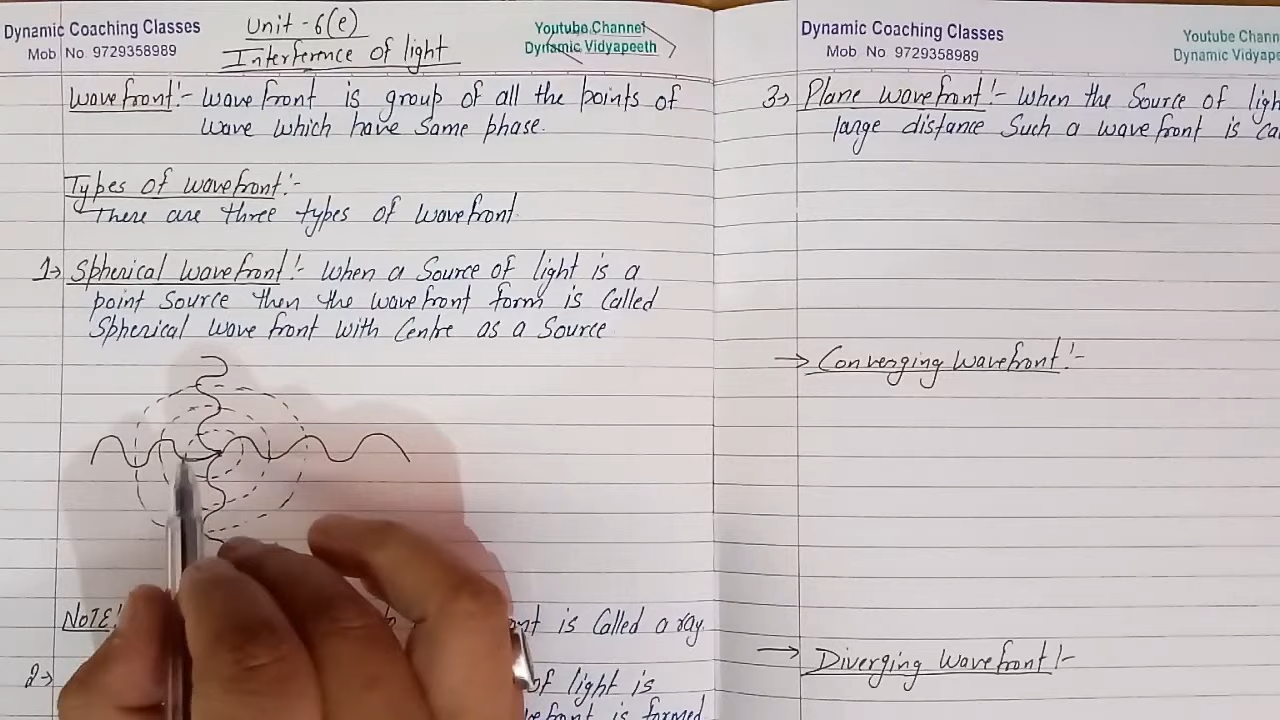 Dynamic Coaching Classes
Mob No 9729358989
Unit - 6(e)
Interference of light
Youtube Channel
Dynamic Vidyapeeth
Wavefront :- Wave front is group of all the points of
wave which have same phase.
Types of wavefront :-
There are three types of wavefront
1→ Spherical wavefront :- When a Source of light is a
point source then the wavefront form is Called
Spherical wave front with Centre as a Source
NOTE
ont is Called a ray
2→
of light is
front is formed
Dynamic Coaching Classes
Mob No 9729358989
Youtube Chann
Dynamic Vidyape
3→ Plane wavefront :- When the Source of ligh
large distance Such a wave front is Ca
→ Converging Wavefront :-
→ Diverging Wavefront :-